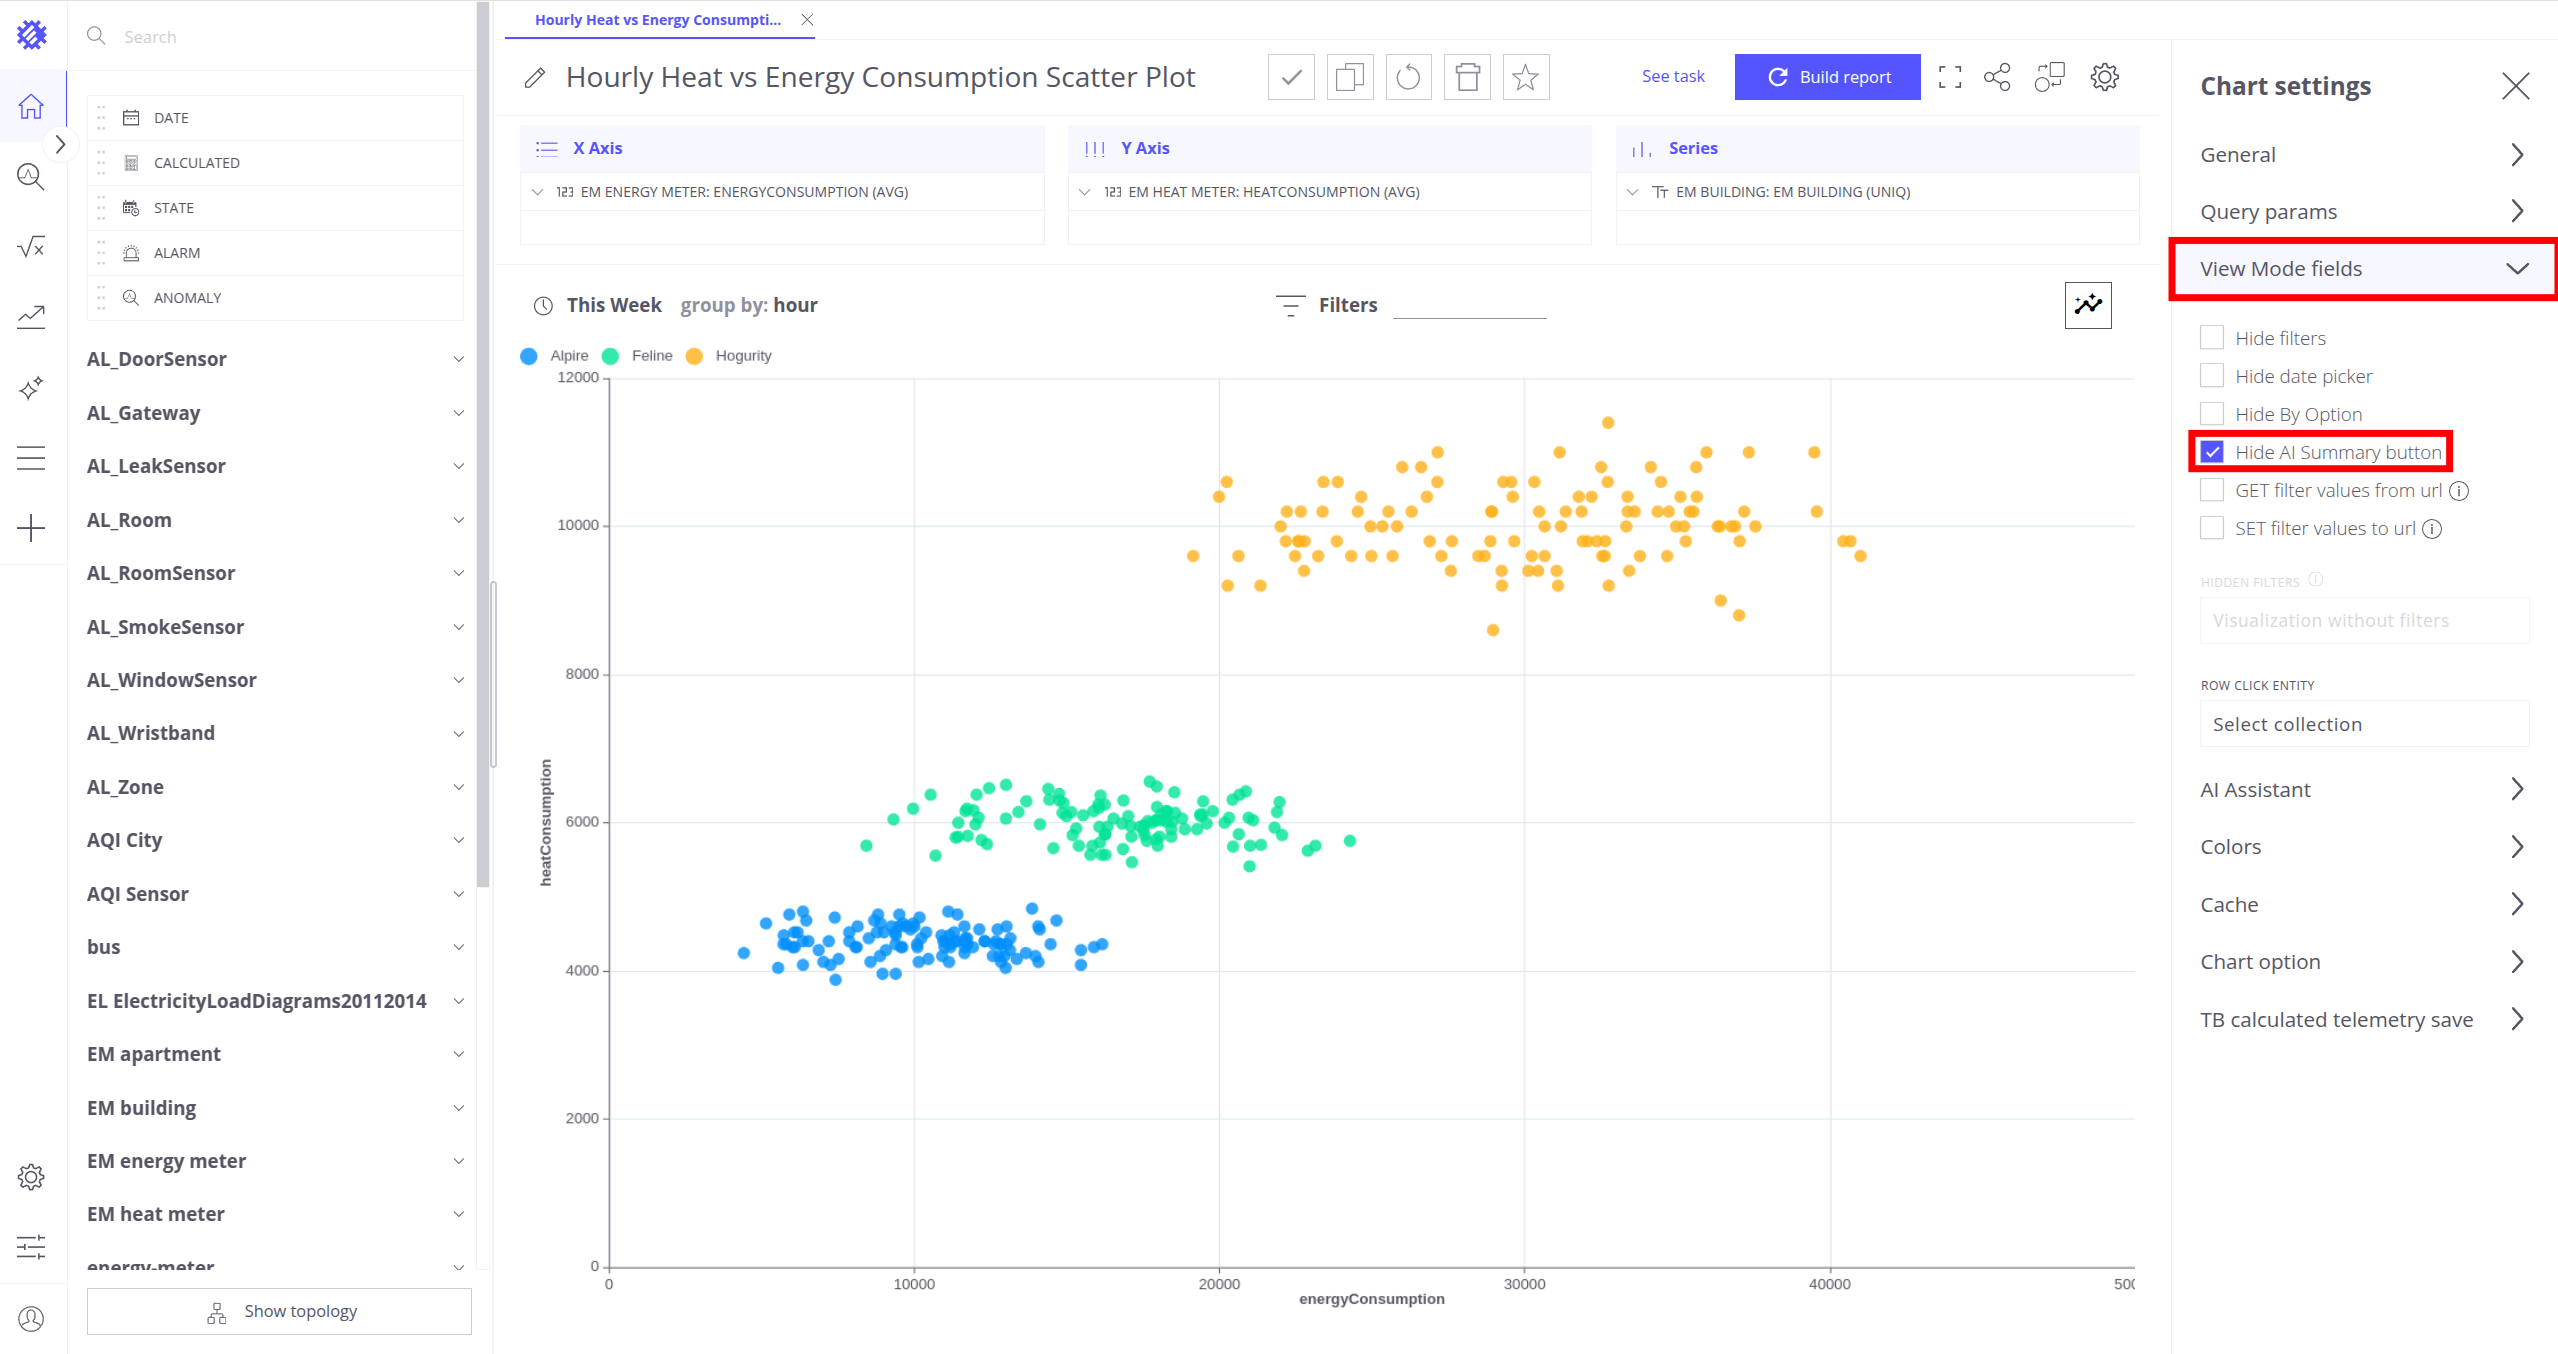 Search
DATE
CALCULATED
STATE
ALARM
ANOMALY
AL_DoorSensor
AL_Gateway
AL_LeakSensor
AL_Room
AL_RoomSensor
AL_SmokeSensor
AL_WindowSensor
AL_Wristband
AL_Zone
AQI City
AQI Sensor
bus
EL ElectricityLoadDiagrams20112014
EM apartment
EM building
EM energy meter
EM heat meter
energy-meter
Show topology
Hourly Heat vs Energy Consumpti...
Hourly Heat vs Energy Consumption Scatter Plot
See task
Build report
X Axis
123 EM ENERGY METER: ENERGYCONSUMPTION (AVG)
Y Axis
123 EM HEAT METER: HEATCONSUMPTION (AVG)
Series
Tт EM BUILDING: EM BUILDING (UNIQ)
This Week group by: hour
Filters
Alpire Feline Hogurity
12000
10000
8000
6000
4000
2000
0
heatConsumption
0 10000 20000 30000 40000 500
energyConsumption
Chart settings
General
Query params
View Mode fields
Hide filters
Hide date picker
Hide By Option
Hide AI Summary button
GET filter values from url
SET filter values to url
HIDDEN FILTERS
Visualization without filters
ROW CLICK ENTITY
Select collection
AI Assistant
Colors
Cache
Chart option
TB calculated telemetry save